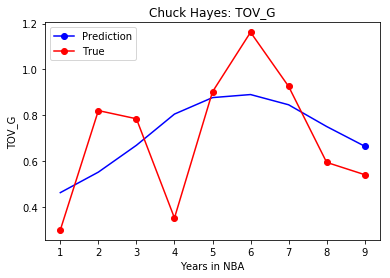 Chuck Hayes: TOV_G
Prediction
True
TOV_G
1.2
1.0
0.8
0.6
0.4
1 2 3 4 5 6 7 8 9
Years in NBA